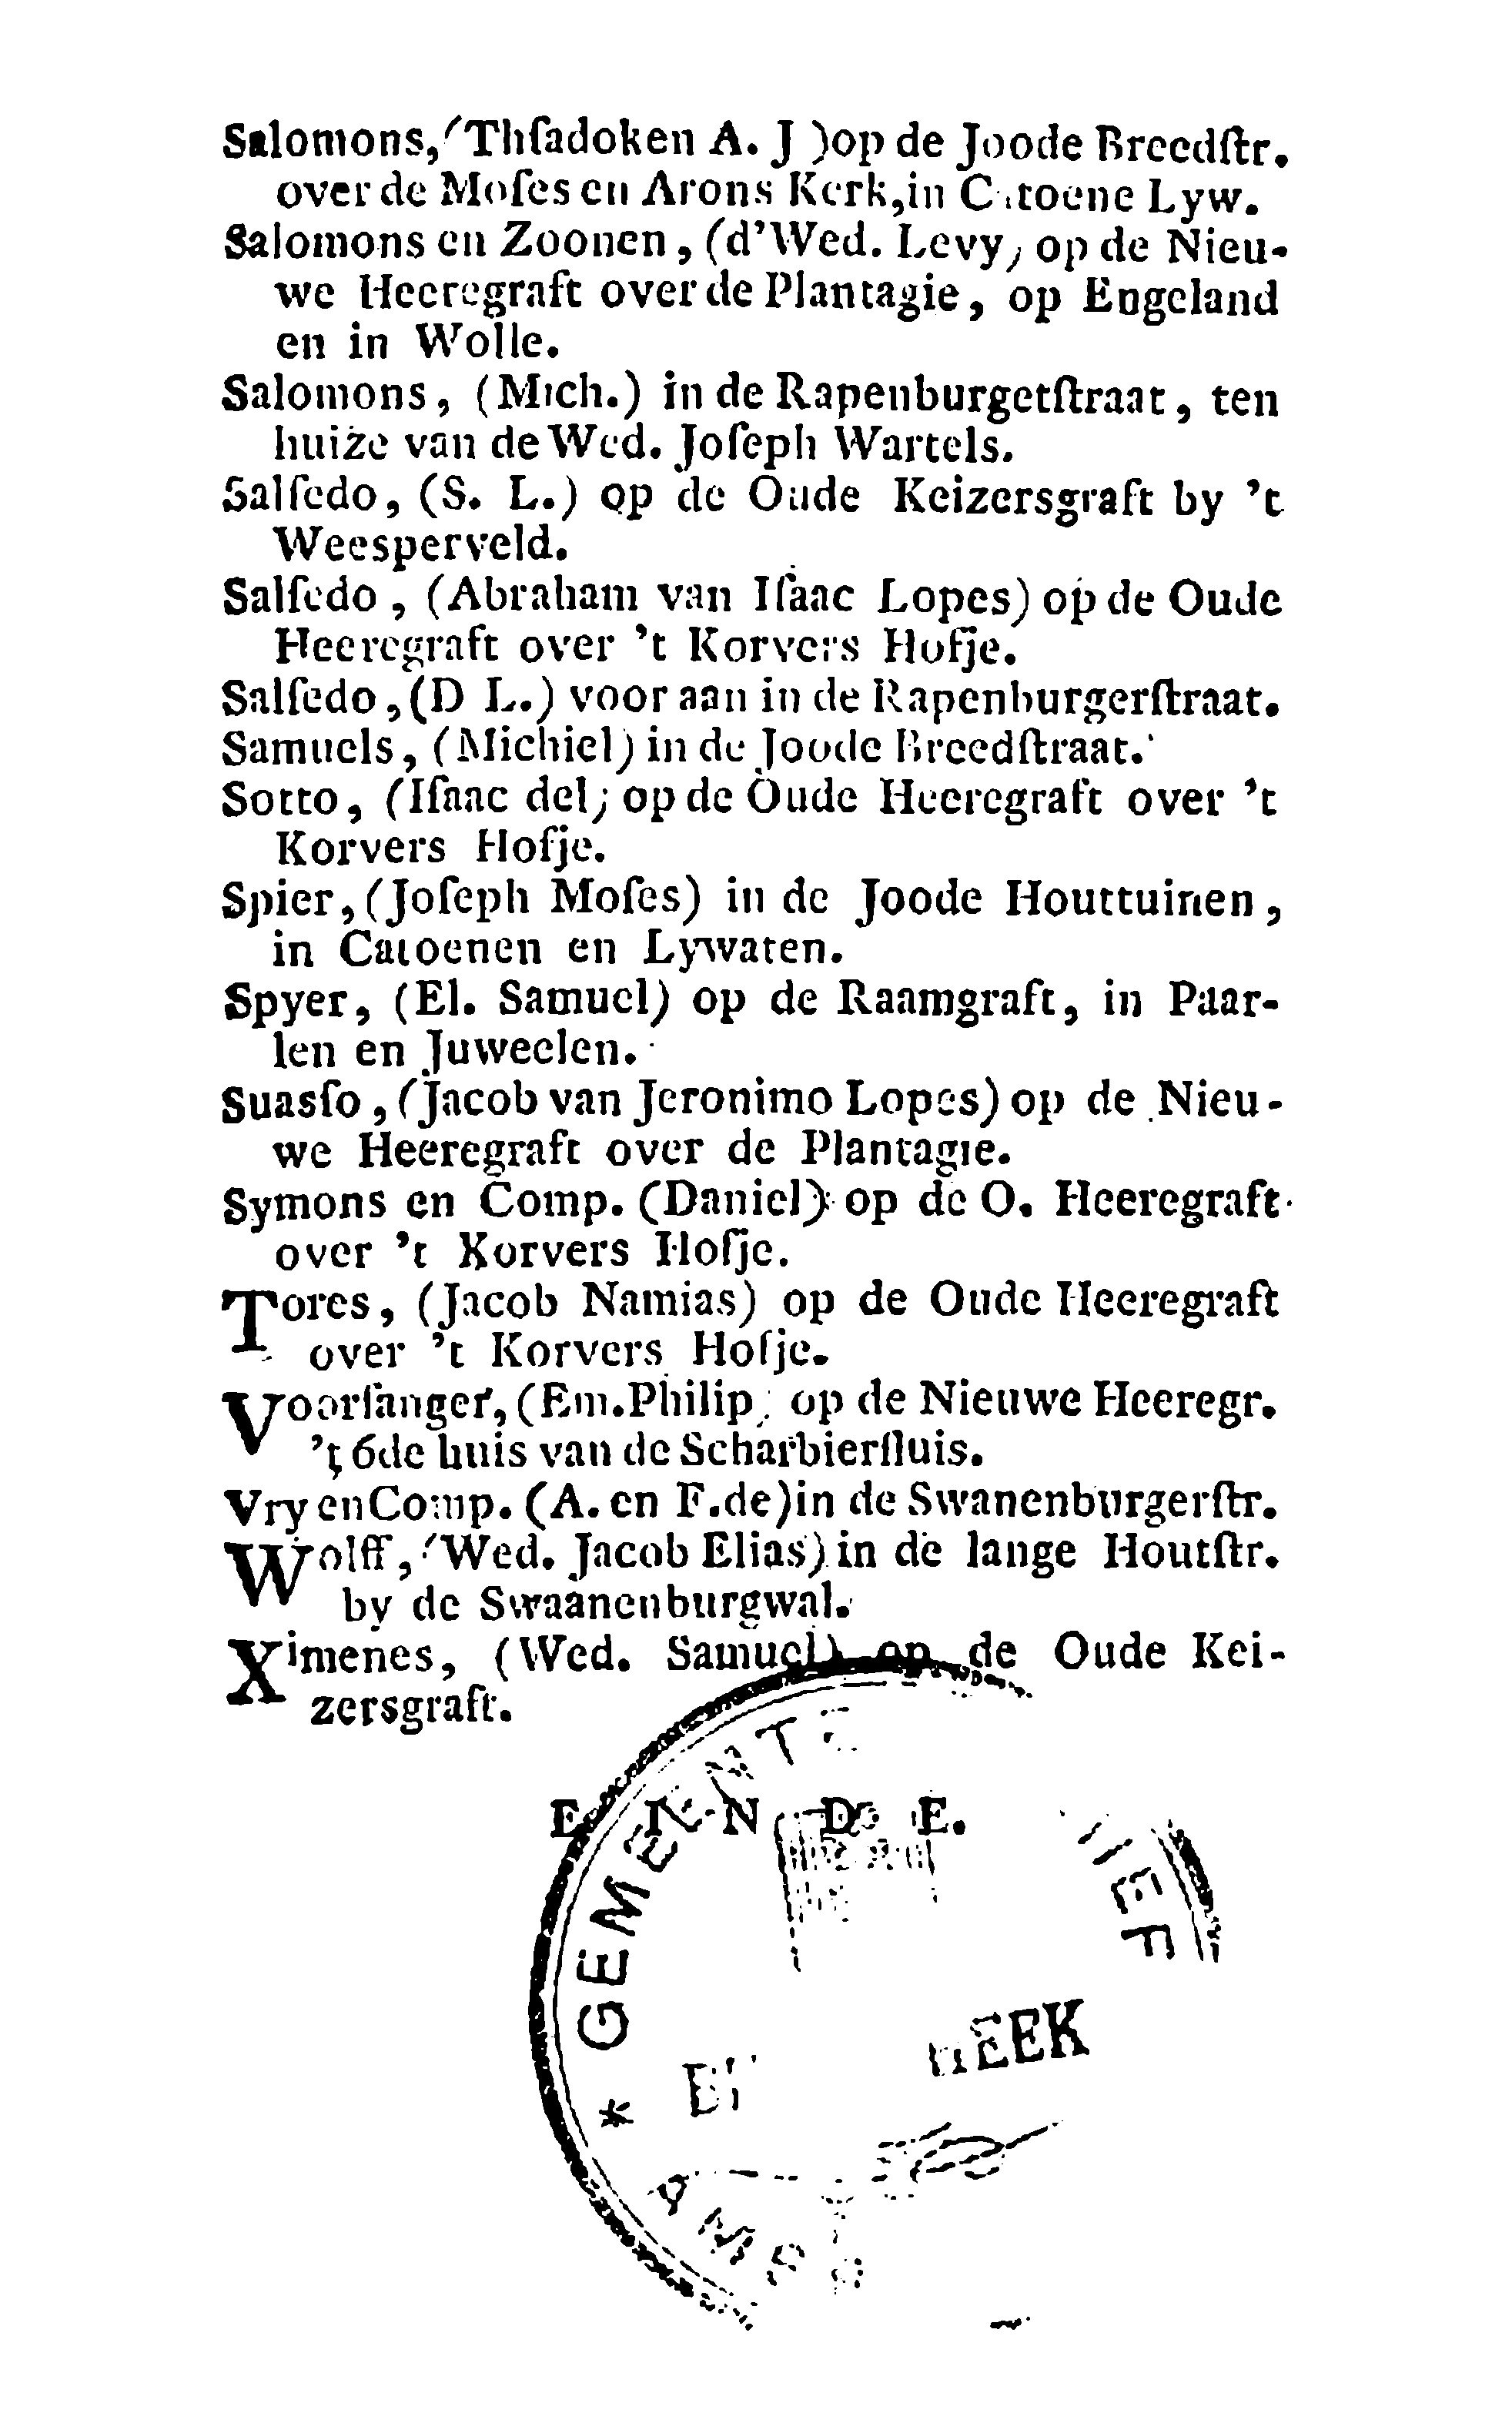 Salomons, (Thſadoken A. J) op de Joode Breedſtr.
over de Moſes en Arons Kerk, in Catoene Lyw.
Salomons en Zoonen, (d'Wed. Levy) op de Nieu-
we Heeregraft over de Plantagie, op Engeland
en in Wolle.
Salomons, (Mich.) in de Rapenburgetſtraat, ten
huize van de Wed. Joſeph Wartels.
Salſedo, (S. L.) op de Oude Keizersgraft by 't
Weesperveld.
Salſedo, (Abraham van Iſaac Lopes) op de Oude
Heeregraft over 't Korvers Hofje.
Salſedo, (D L.) voor aan in de Rapenburgerſtraat.
Samuels, (Michiel) in de Joode Breedſtraat.
Sotto, (Iſaac del) op de Oude Heeregraft over 't
Korvers Hofje.
Spier, (Joſeph Moſes) in de Joode Houttuinen,
in Catoenen en Lywaten.
Spyer, (El. Samuel) op de Raamgraft, in Paar-
len en Juweelen.
Suasſo, (Jacob van Jeronimo Lopes) op de Nieu-
we Heeregraft over de Plantagie.
Symons en Comp. (Daniel) op de O. Heeregraft
over 't Korvers Hofje.
Tores, (Jacob Namias) op de Oude Heeregraft
over 't Korvers Hofje.
Voorſanger, (Em. Philip) op de Nieuwe Heeregr.
't 6de huis van de Scharbierſluis.
Vry en Comp. (A. en F. de) in de Swanenburgerſtr.
Wolff, (Wed. Jacob Elias) in de lange Houtſtr.
by de Swaanenburgwal.
Ximenes, (Wed. Samuel) op de Oude Kei-
zersgraft.
E I N D E.
* GEMEENTE